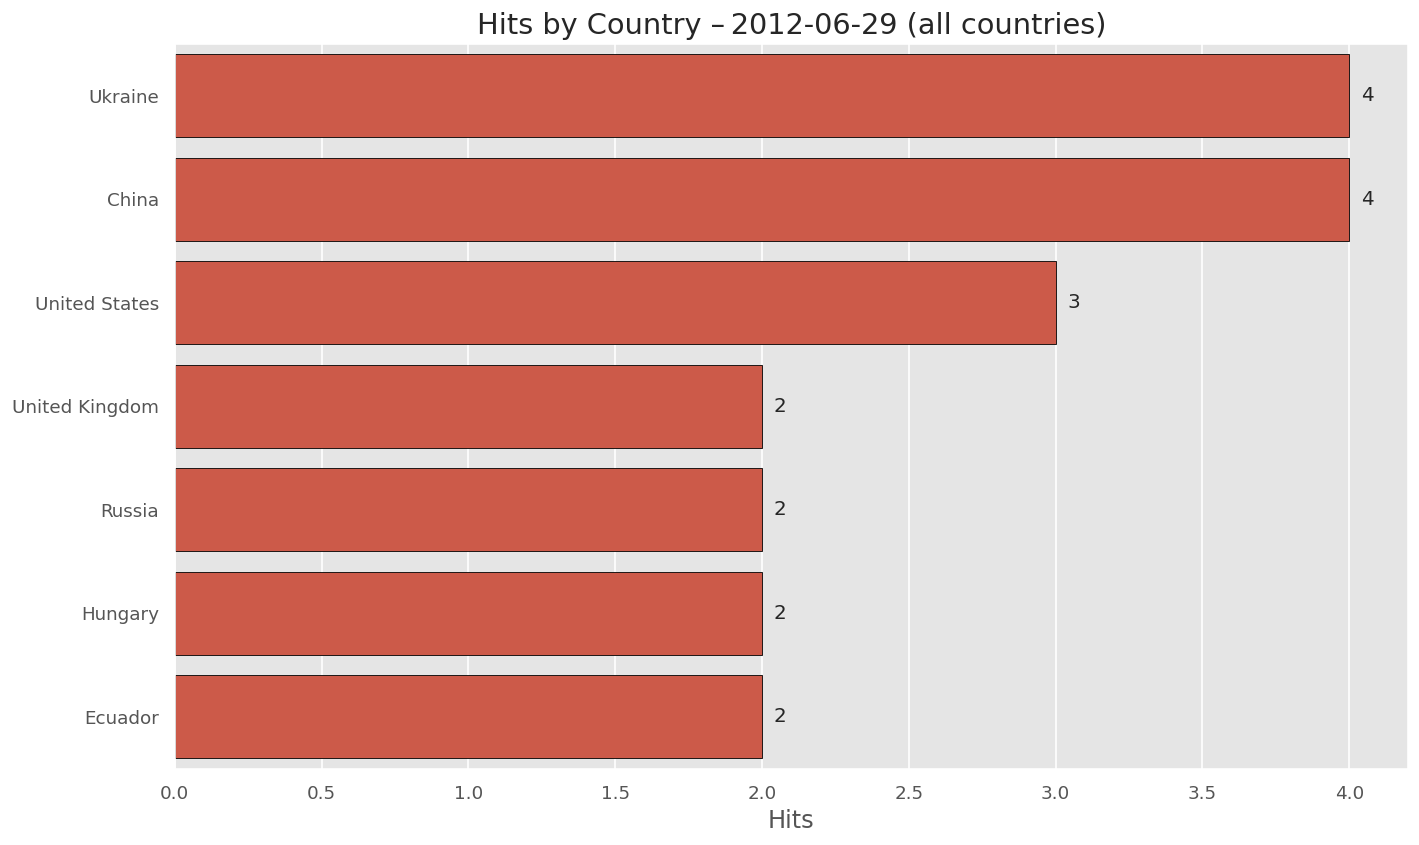 Hits by Country – 2012-06-29 (all countries)
Ukraine
4
China
4
United States
3
United Kingdom
2
Russia
2
Hungary
2
Ecuador
2
0.0 0.5 1.0 1.5 2.0 2.5 3.0 3.5 4.0
Hits